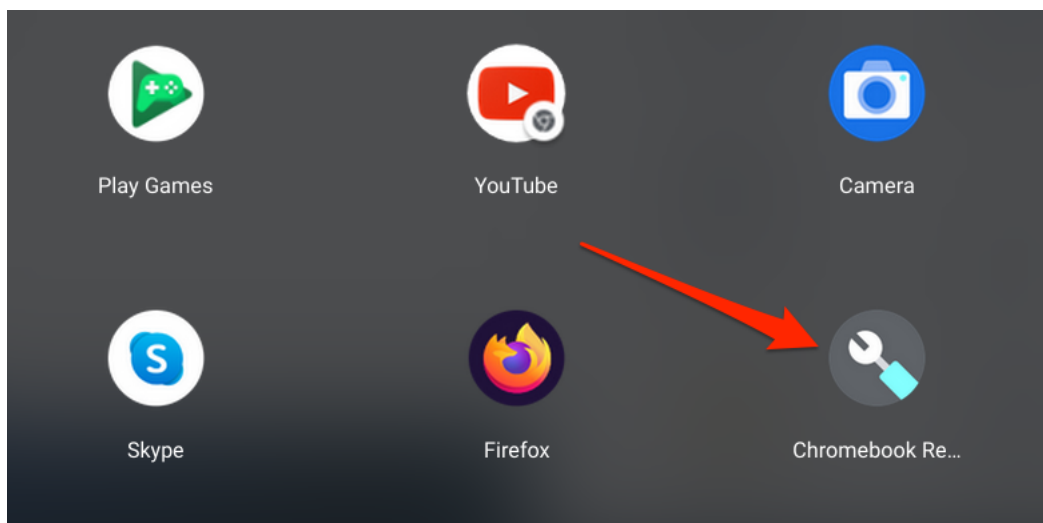 Play Games
YouTube
Camera
S
Skype
Firefox
Chromebook Re...